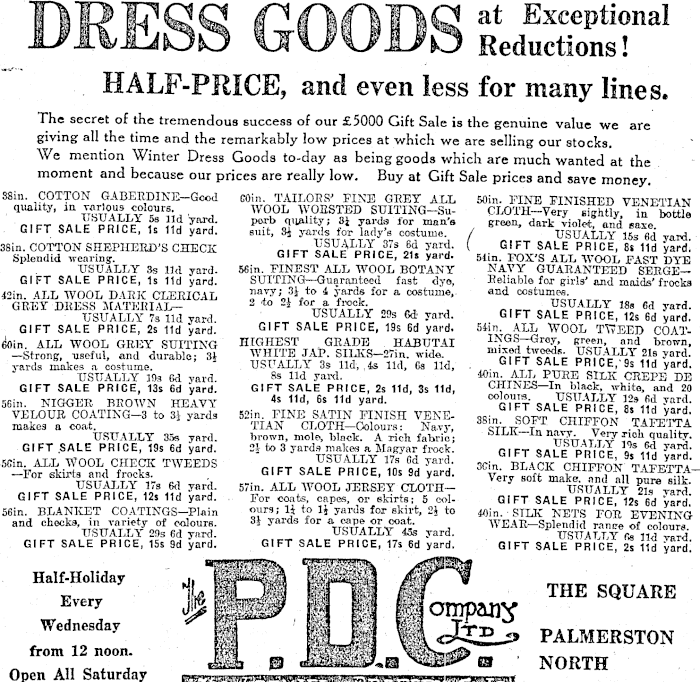 DRESS GOODS at Exceptional
Reductions!
HALF-PRICE, and even less for many lines.
The secret of the tremendous success of our £5000 Gift Sale is the genuine value we are
giving all the time and the remarkably low prices at which we are selling our stocks.
We mention Winter Dress Goods to-day as being goods which are much wanted at the
moment and because our prices are really low. Buy at Gift Sale prices and save money.
38in. COTTON GABERDINE—Good
quality, in various colours.
USUALLY 5s 11d yard.
GIFT SALE PRICE, 1s 11d yard.
38in. COTTON SHEPHERD'S CHECK
Splendid wearing.
USUALLY 3s 11d yard.
GIFT SALE PRICE, 1s 11d yard.
42in. ALL WOOL DARK CLERICAL
GREY DRESS MATERIAL—
USUALLY 7s 11d yard.
GIFT SALE PRICE, 2s 11d yard.
60in. ALL WOOL GREY SUITING
—Strong, useful, and durable; 3½
yards makes a costume.
USUALLY 19s 6d yard.
GIFT SALE PRICE, 13s 6d yard.
56in. NIGGER BROWN HEAVY
VELOUR COATING—3 to 3½ yards
makes a coat.
USUALLY 35s yard.
GIFT SALE PRICE, 19s 6d yard.
56in. ALL WOOL CHECK TWEEDS
—For skirts and frocks.
USUALLY 17s 6d yard.
GIFT SALE PRICE, 12s 11d yard.
56in. BLANKET COATINGS—Plain
and checks, in variety of colours.
USUALLY 29s 6d yard.
GIFT SALE PRICE, 15s 9d yard.
60in. TAILORS' FINE GREY ALL
WOOL WORSTED SUITING—Su-
perb quality; 3½ yards for man's
suit, 3½ yards for lady's costume.
USUALLY 37s 6d yard.
GIFT SALE PRICE, 21s yard.
56in. FINEST ALL WOOL BOTANY
SUITING—Guaranteed fast dye,
navy; 3½ to 4 yards for a costume,
2 to 2½ for a frock.
USUALLY 29s 6d yard.
GIFT SALE PRICE, 19s 6d yard.
HIGHEST GRADE HABUTAI
WHITE JAP. SILKS—27in. wide.
USUALLY 3s 11d, 4s 11d, 6s 11d,
8s 11d yard.
GIFT SALE PRICE, 2s 11d, 3s 11d,
4s 11d, 6s 11d yard.
52in. FINE SATIN FINISH VENE-
TIAN CLOTH—Colours: Navy,
brown, mole, black. A rich fabric;
2½ to 3 yards makes a Magyar frock.
USUALLY 17s 6d yard.
GIFT SALE PRICE, 10s 9d yard.
57in. ALL WOOL JERSEY CLOTH—
For coats, capes, or skirts; 5 col-
ours; 1¼ to 1½ yards for skirt, 2½ to
3½ yards for a cape or coat.
USUALLY 45s yard.
GIFT SALE PRICE, 17s 6d yard.
50in. FINE FINISHED VENETIAN
CLOTH—Very sightly, in bottle
green, dark violet, and saxe.
USUALLY 15s 6d yard.
GIFT SALE PRICE, 8s 11d yard.
54in. FOX'S ALL WOOL FAST DYE
NAVY GUARANTEED SERGE—
Reliable for girls' and maids' frocks
and costumes.
USUALLY 18s 6d yard.
GIFT SALE PRICE, 12s 6d yard.
54in. ALL WOOL TWEED COAT-
INGS—Grey, green, and brown,
mixed tweeds. USUALLY 21s yard.
GIFT SALE PRICE, 9s 11d yard.
40in. ALL PURE SILK CREPE DE
CHINES—In black, white, and 20
colours. USUALLY 12s 6d yard.
GIFT SALE PRICE, 8s 11d yard.
38in. SOFT CHIFFON TAFFETA
SILK—In navy. Very rich quality.
USUALLY 19s 6d yard.
GIFT SALE PRICE, 9s 11d yard.
36in. BLACK CHIFFON TAFETTA—
Very soft make, and all pure silk.
USUALLY 21s yard.
GIFT SALE PRICE, 12s 6d yard.
40in. SILK NETS FOR EVENING
WEAR—Splendid range of colours.
USUALLY 6s 11d yard.
GIFT SALE PRICE, 2s 11d yard.
Half-Holiday
Every
Wednesday
from 12 noon.
Open All Saturday
The P.D.C. Company LTD
THE SQUARE
PALMERSTON
NORTH